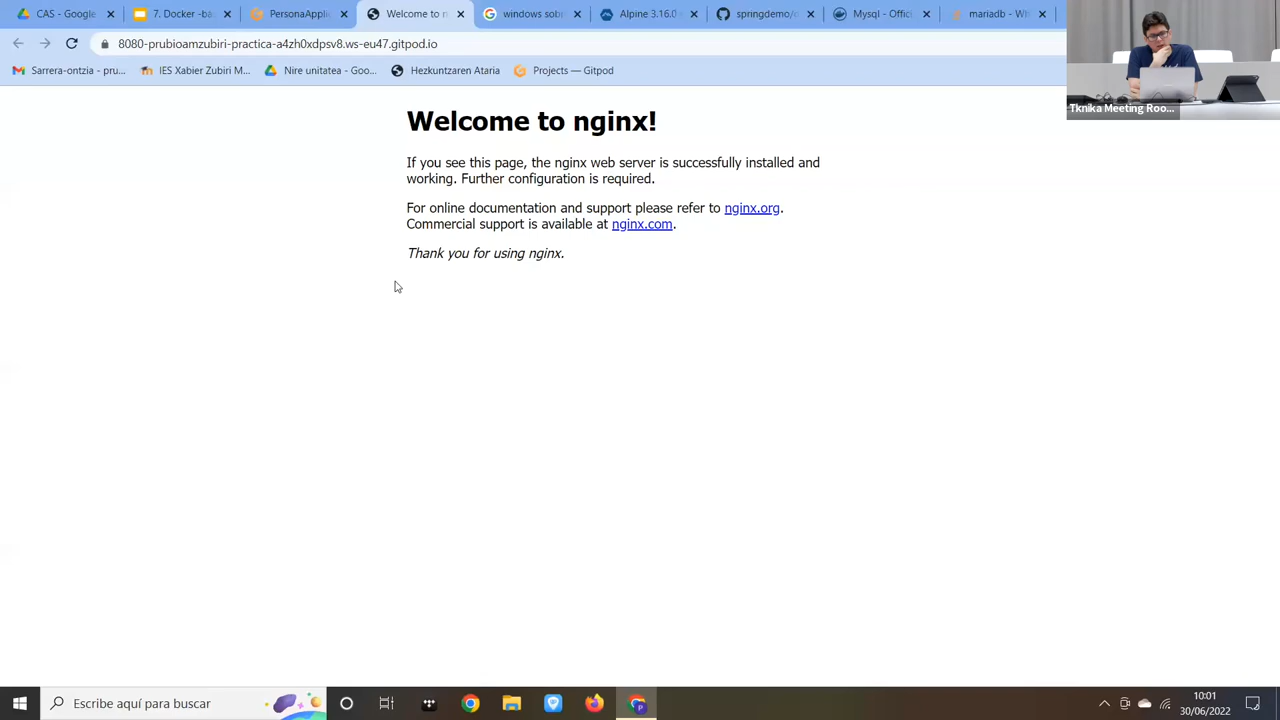 CAS - Google
7. Docker -bà
PersonaAppli
Welcome to n
windows sobr
Alpine 3.16.0
springdemo/d
Mysql - Offici
mariadb - Wh
8080-prubioamzubiri-practica-a4zh0xdpsv8.ws-eu47.gitpod.io
Sarrera-ontzia - pru...
IES Xabier Zubiri M...
Nire unitatea - Goo...
Hezkuntzaren Ataria
Projects — Gitpod
Tknika Meeting Roo...
Welcome to nginx!
If you see this page, the nginx web server is successfully installed and
working. Further configuration is required.
For online documentation and support please refer to nginx.org.
Commercial support is available at nginx.com.
Thank you for using nginx.
Escribe aquí para buscar
10:01
30/06/2022